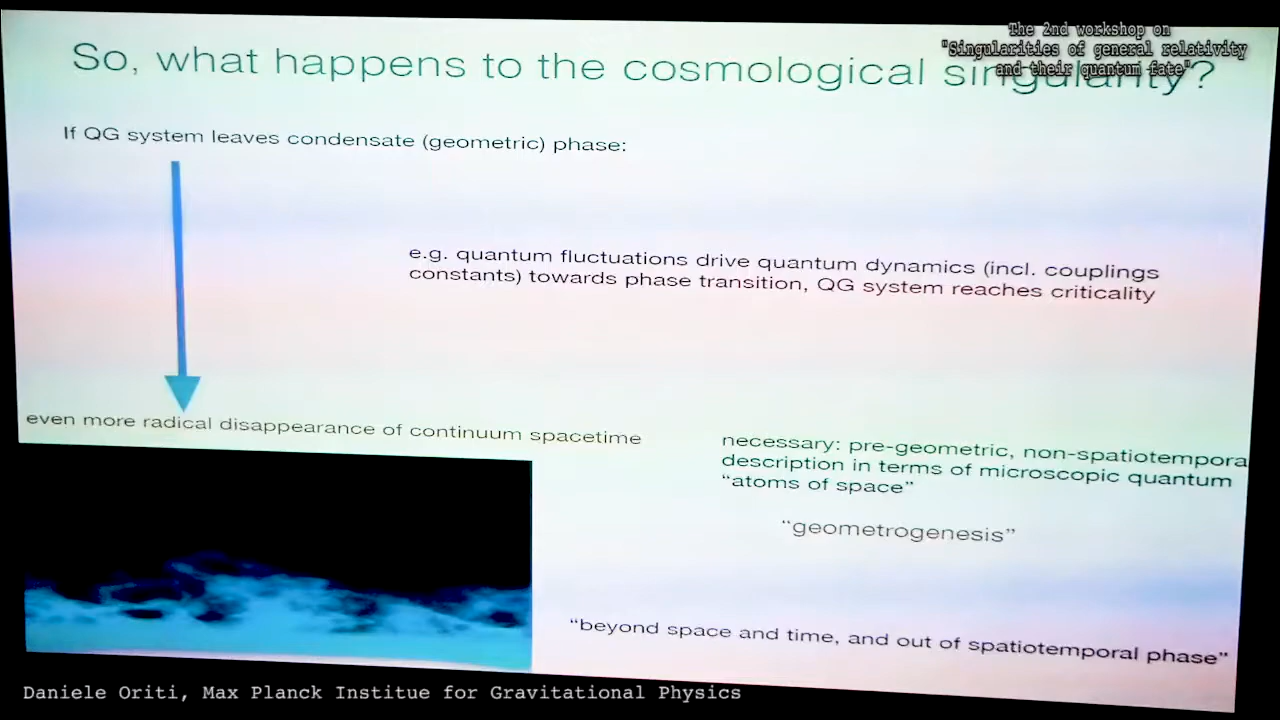 The 2nd workshop on
"Singularities of general relativity
and their quantum fate"
So, what happens to the cosmological singularity?
If QG system leaves condensate (geometric) phase:
e.g. quantum fluctuations drive quantum dynamics (incl. couplings
constants) towards phase transition, QG system reaches criticality
even more radical disappearance of continuum spacetime
necessary: pre-geometric, non-spatiotempora
description in terms of microscopic quantum
“atoms of space”
“geometrogenesis”
“beyond space and time, and out of spatiotemporal phase”
Daniele Oriti, Max Planck Institue for Gravitational Physics